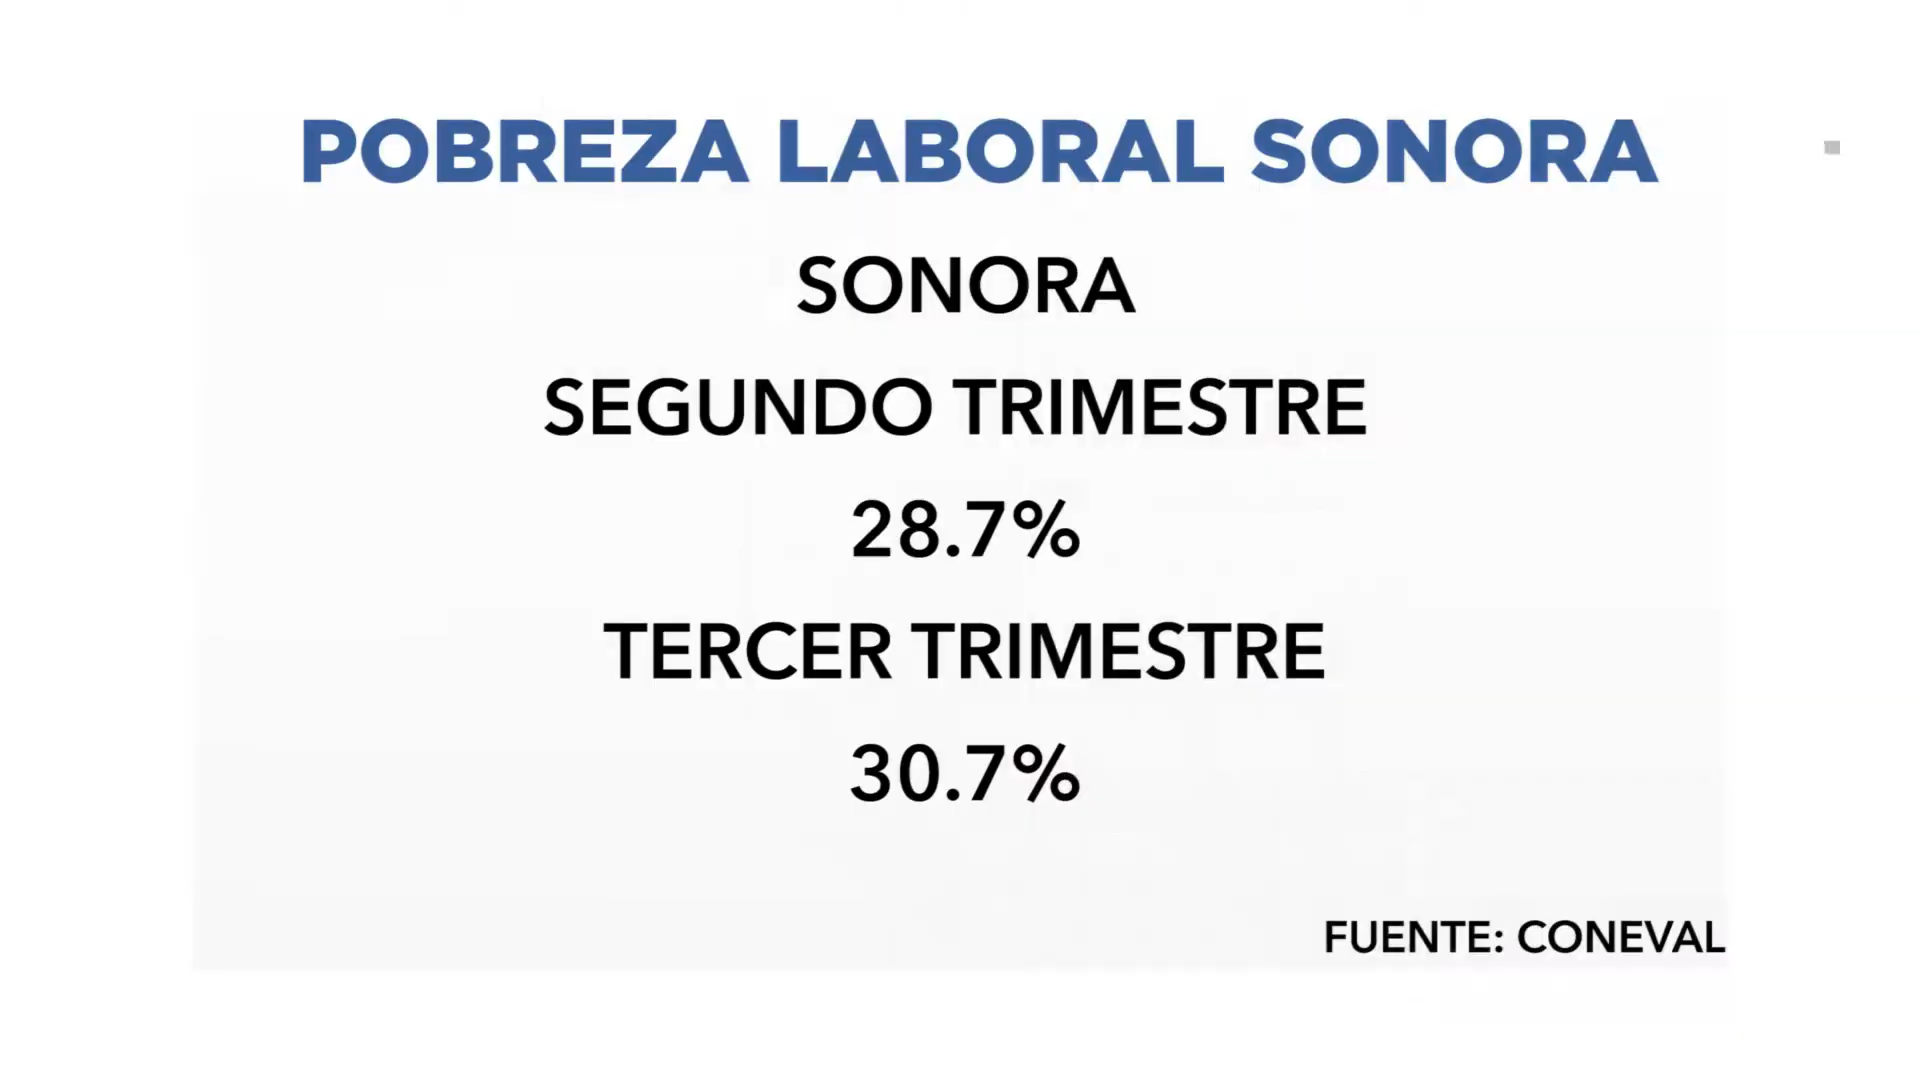 POBREZA LABORAL SONORA
SONORA
SEGUNDO TRIMESTRE
28.7%
TERCER TRIMESTRE
30.7%
FUENTE: CONEVAL